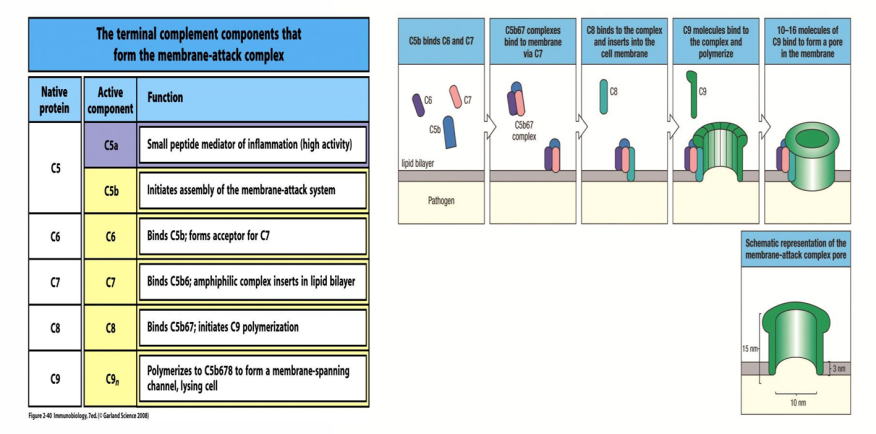 The terminal complement components that
form the membrane-attack complex
Native
protein
Active
component
Function
C5
C5a
Small peptide mediator of inflammation (high activity)
C5b
Initiates assembly of the membrane-attack system
C6
C6
Binds C5b; forms acceptor for C7
C7
C7
Binds C5b6; amphiphilic complex inserts in lipid bilayer
C8
C8
Binds C5b67; initiates C9 polymerization
C9
C9n
Polymerizes to C5b678 to form a membrane-spanning
channel, lysing cell
Figure 2-40 Immunobiology, 7ed. (© Garland Science 2008)
C5b binds C6 and C7
C6
C7
C5b
lipid bilayer
Pathogen
C5b67 complexes
bind to membrane
via C7
C5b67
complex
C8 binds to the complex
and inserts into the
cell membrane
C8
C9 molecules bind to
the complex and
polymerize
C9
10–16 molecules of
C9 bind to form a pore
in the membrane
Schematic representation of the
membrane-attack complex pore
15 nm
3 nm
10 nm